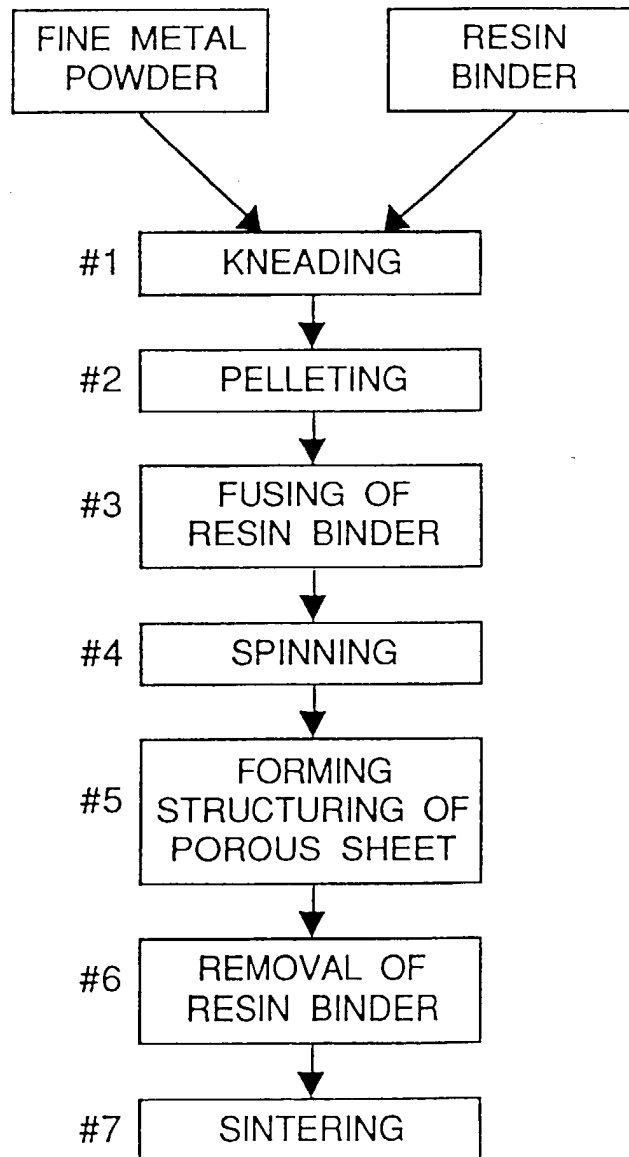 FINE METAL
POWDER
RESIN
BINDER
#1 KNEADING
#2 PELLETING
#3 FUSING OF
RESIN BINDER
#4 SPINNING
#5 FORMING
STRUCTURING OF
POROUS SHEET
#6 REMOVAL OF
RESIN BINDER
#7 SINTERING